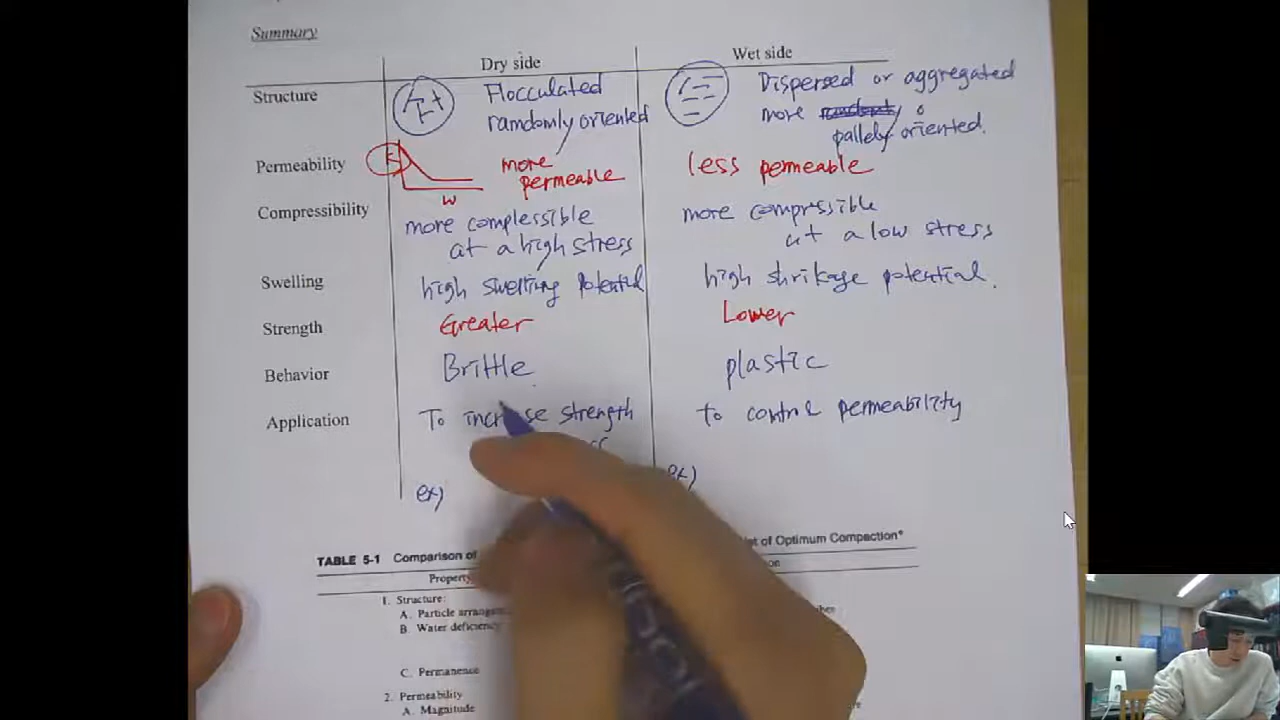 Summary
Dry side
Wet side
Structure
Flocculated
ramdomly oriented
Dispersed or aggregated
more
pallely oriented.
Permeability
k
w
more
permeable
less permeable
Compressibility
more complessible
at a high stress
more compressible
at a low stress
Swelling
high swelling potential
high shrikage potential.
Strength
Greater
Lower
Behavior
Brittle
plastic
Application
To increase strength
to control permeability
ex)
ex)
TABLE 5-1 Comparison of
of Optimum Compaction*
Property
1. Structure:
A. Particle
B. Water deficiency
C. Permanence
2. Permeability
A. Magnitude